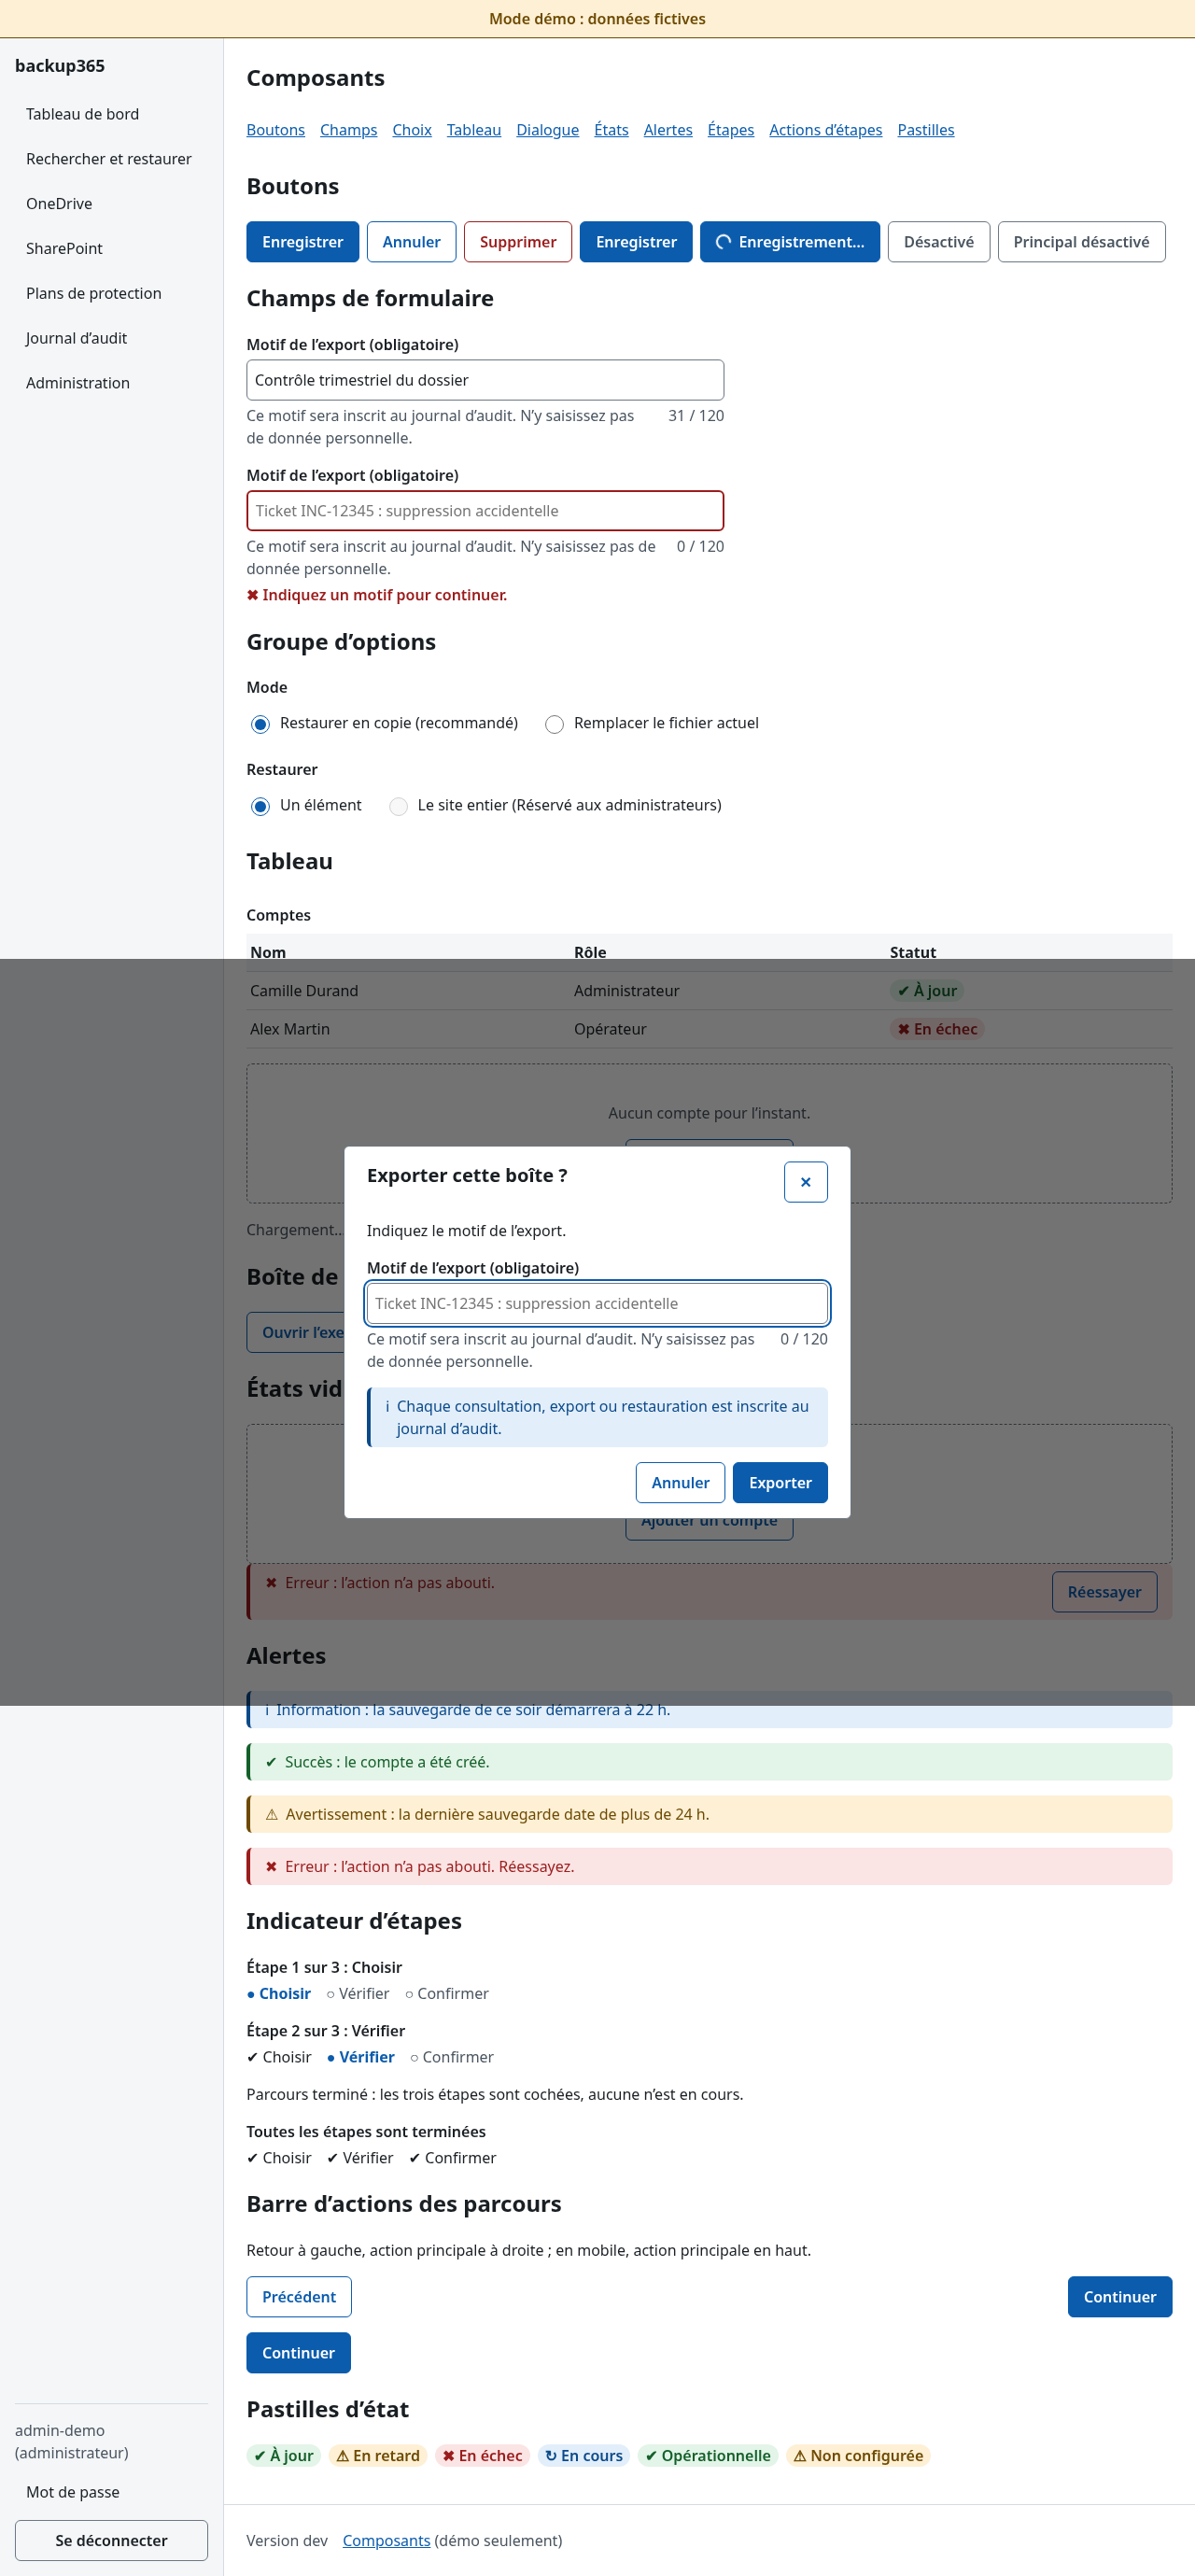 Mode démo : données fictives
backup365
Tableau de bord
Rechercher et restaurer
OneDrive
SharePoint
Plans de protection
Journal d’audit
Administration
Composants
Boutons Champs Choix Tableau Dialogue États Alertes Étapes Actions d’étapes Pastilles
Boutons
Enregistrer Annuler Supprimer Enregistrer Enregistrement… Désactivé Principal désactivé
Champs de formulaire
Motif de l’export (obligatoire)
Contrôle trimestriel du dossier
Ce motif sera inscrit au journal d’audit. N’y saisissez pas 31 / 120
de donnée personnelle.
Motif de l’export (obligatoire)
Ticket INC-12345 : suppression accidentelle
Ce motif sera inscrit au journal d’audit. N’y saisissez pas de 0 / 120
donnée personnelle.
✖ Indiquez un motif pour continuer.
Groupe d’options
Mode
Restaurer en copie (recommandé) Remplacer le fichier actuel
Restaurer
Un élément Le site entier (Réservé aux administrateurs)
Tableau
Comptes
Nom Rôle Statut
Camille Durand Administrateur ✔ À jour
Alex Martin Opérateur ✖ En échec
Aucun compte pour l’instant.
Chargement…
Boîte de
Ouvrir l’exe
États vid
Exporter cette boîte ?
✕
Indiquez le motif de l’export.
Motif de l’export (obligatoire)
Ticket INC-12345 : suppression accidentelle
Ce motif sera inscrit au journal d’audit. N’y saisissez pas 0 / 120
de donnée personnelle.
i Chaque consultation, export ou restauration est inscrite au
journal d’audit.
Annuler Exporter
Ajouter un compte
✖ Erreur : l’action n’a pas abouti. Réessayer
Alertes
i Information : la sauvegarde de ce soir démarrera à 22 h.
✔ Succès : le compte a été créé.
⚠ Avertissement : la dernière sauvegarde date de plus de 24 h.
✖ Erreur : l’action n’a pas abouti. Réessayez.
Indicateur d’étapes
Étape 1 sur 3 : Choisir
● Choisir ○ Vérifier ○ Confirmer
Étape 2 sur 3 : Vérifier
✔ Choisir ● Vérifier ○ Confirmer
Parcours terminé : les trois étapes sont cochées, aucune n’est en cours.
Toutes les étapes sont terminées
✔ Choisir ✔ Vérifier ✔ Confirmer
Barre d’actions des parcours
Retour à gauche, action principale à droite ; en mobile, action principale en haut.
Précédent Continuer
Continuer
Pastilles d’état
✔ À jour ⚠ En retard ✖ En échec ↻ En cours ✔ Opérationnelle ⚠ Non configurée
admin-demo
(administrateur)
Mot de passe
Se déconnecter
Version dev Composants (démo seulement)